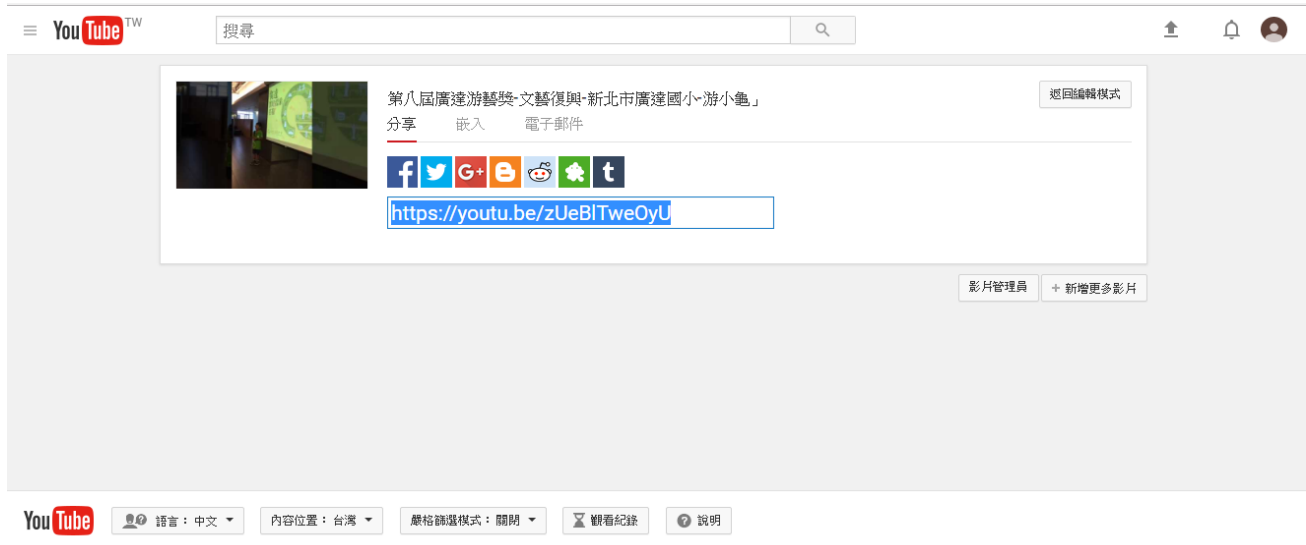 YouTube TW
搜尋
第八屆廣達游藝獎-文藝復興-新北市廣達國小-游小龜」
返回編輯模式
分享 嵌入 電子郵件
https://youtu.be/zUeBlTweOyU
影片管理員 + 新增更多影片
YouTube 語言：中文 內容位置：台灣 嚴格篩選模式：關閉 觀看紀錄 說明